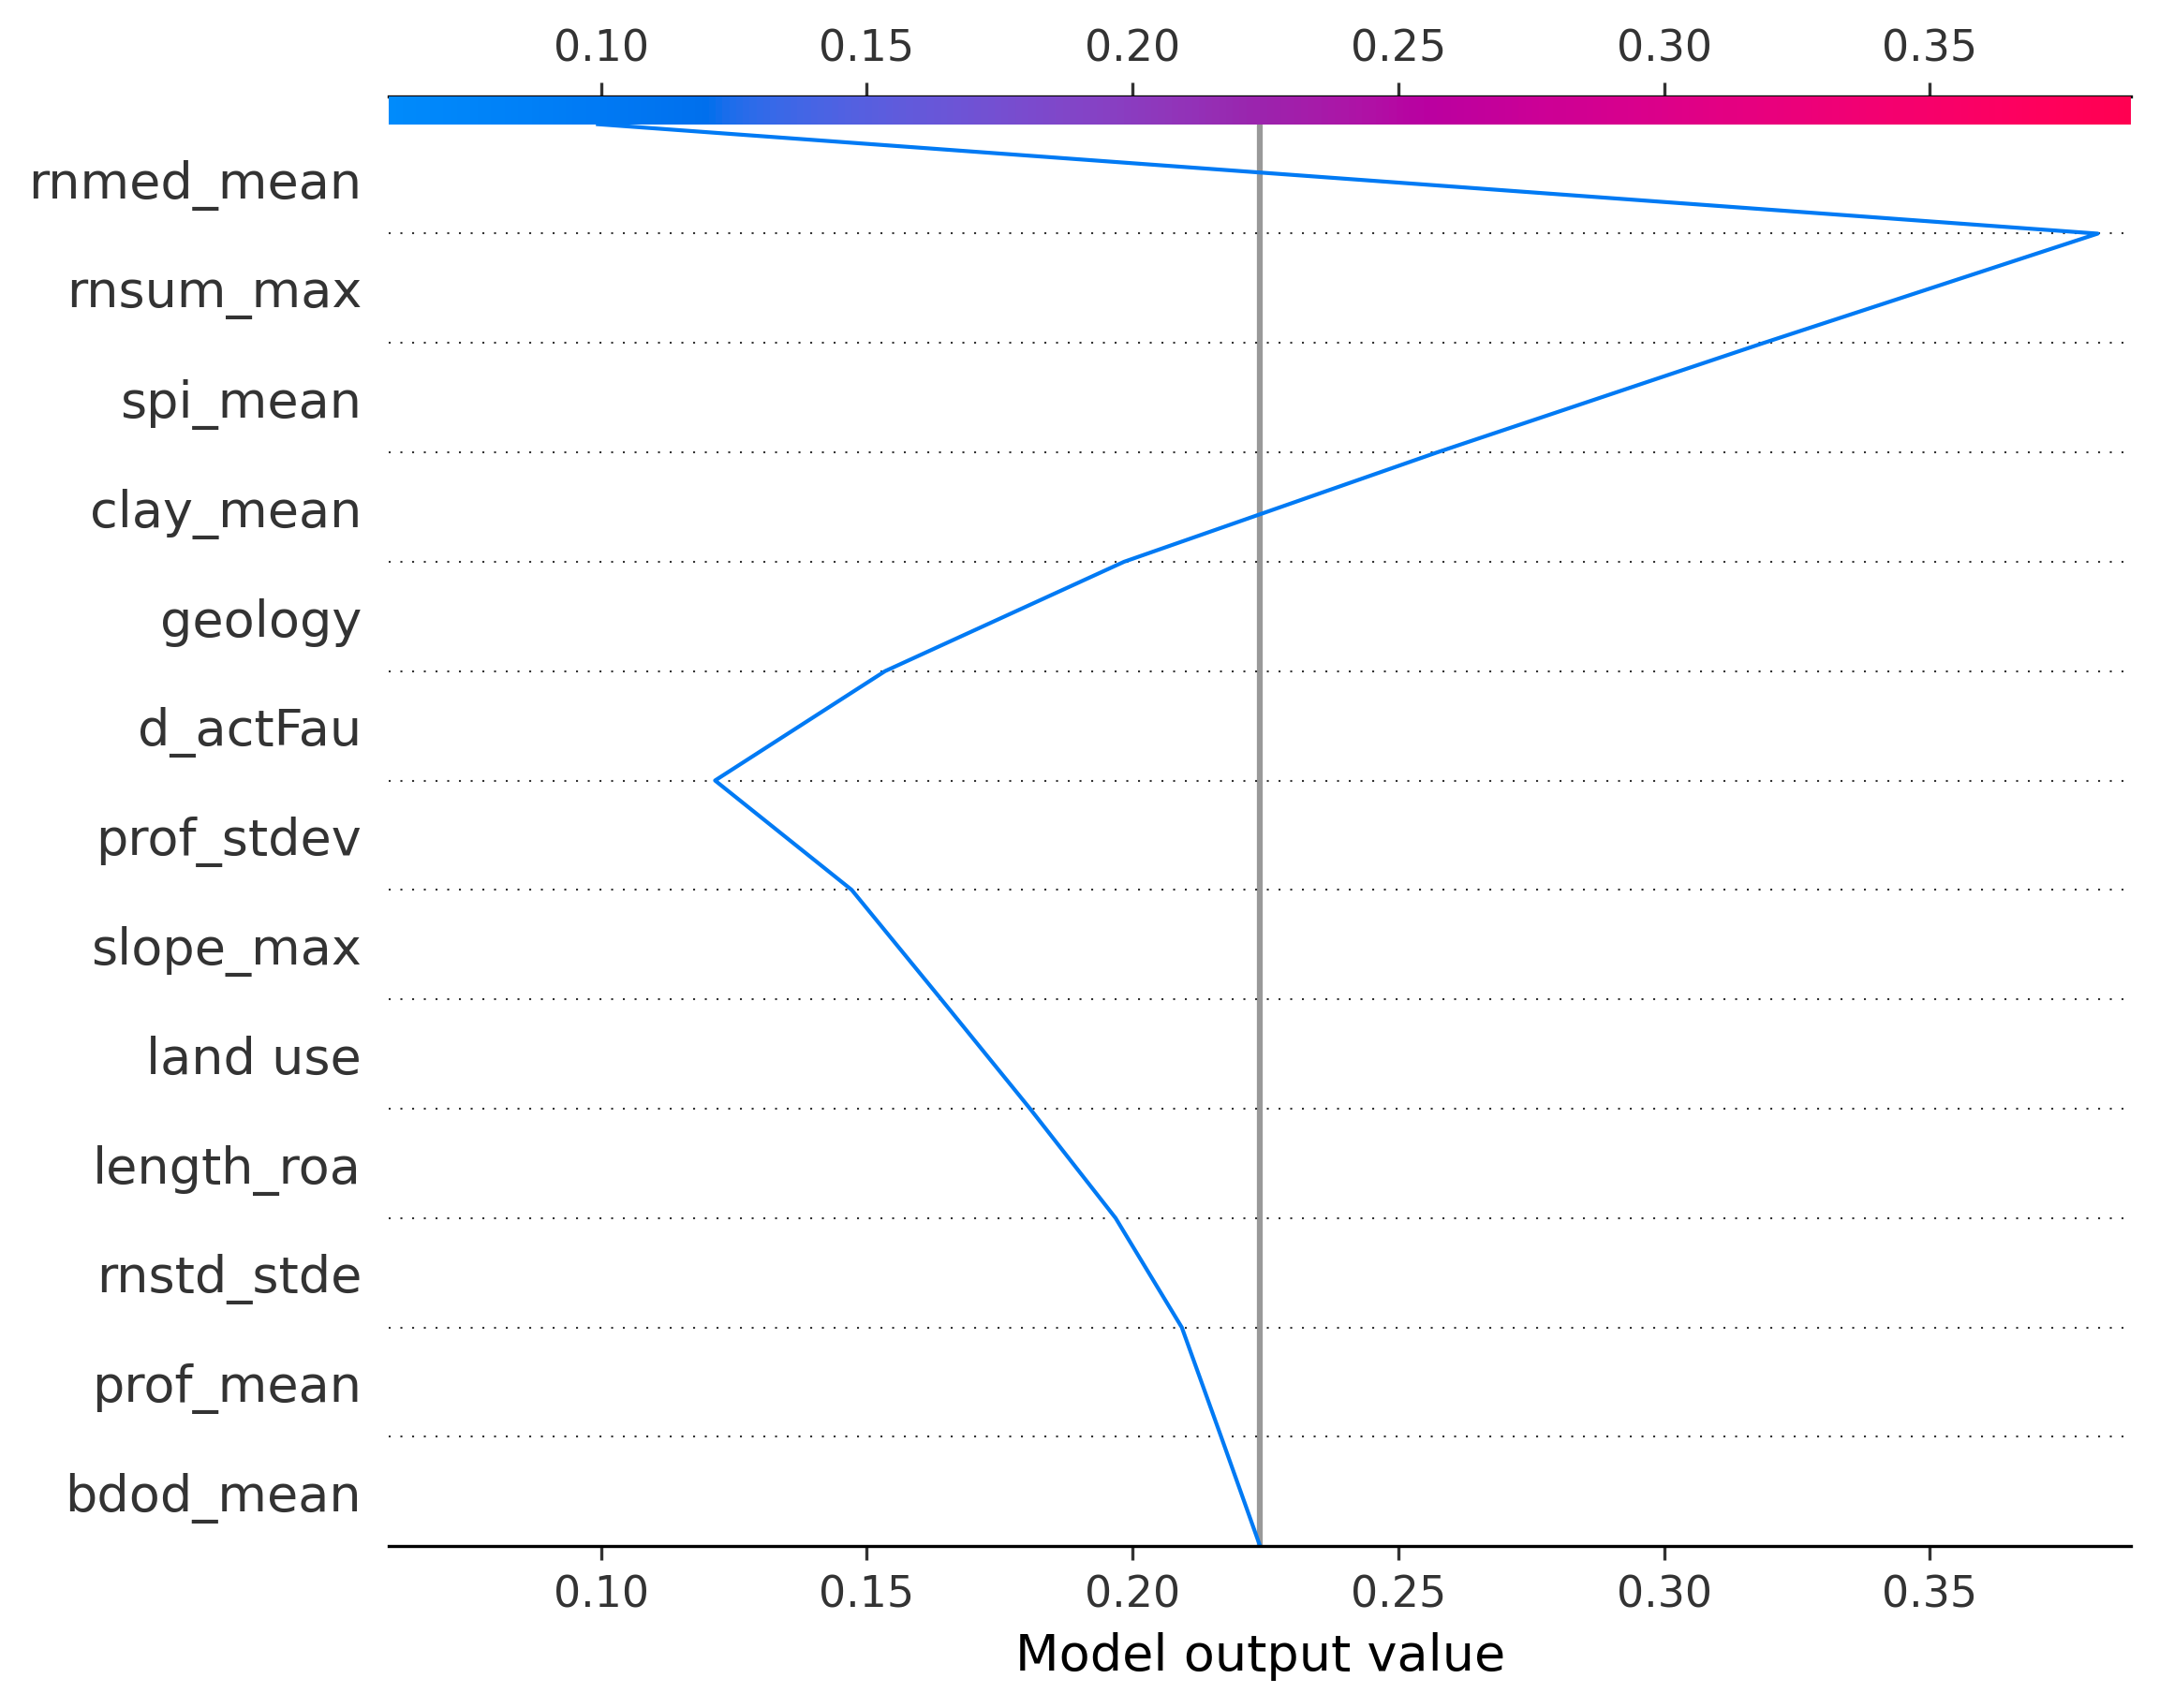 0.10 0.15 0.20 0.25 0.30 0.35
rnmed_mean
rnsum_max
spi_mean
clay_mean
geology
d_actFau
prof_stdev
slope_max
land use
length_roa
rnstd_stde
prof_mean
bdod_mean
0.10 0.15 0.20 0.25 0.30 0.35
Model output value